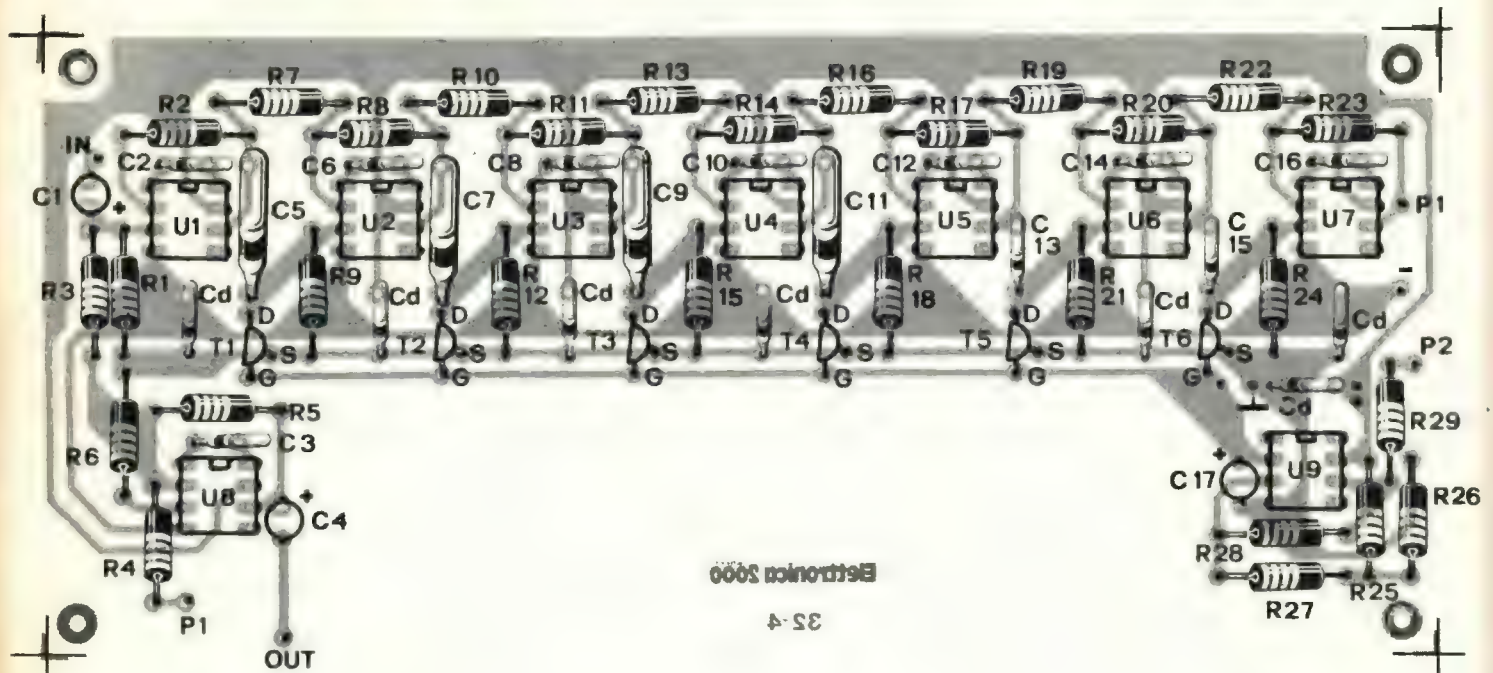 R7 R10 R13 R16 R19 R22
R2 R8 R11 R14 R17 R20 R23
IN C2 C6 C8 C10 C12 C14 C16
C1 + U1 C5 U2 C7 U3 C9 U4 C11 U5 C 13 U6 C 15 U7 P1
R3 R1 Cd R9 Cd R 12 Cd R 15 Cd R 18 R 21 Cd R 24 Cd -
D D D D D D
T1 S T2 S T3 S T4 S T5 S T6 S P2
G G G G G G
R5 Cd R29
R6 C3 + U9
U8 + C4 C17 R26
R4 R28
P1 R27 R25
OUT
Elettronica 2000
32-4